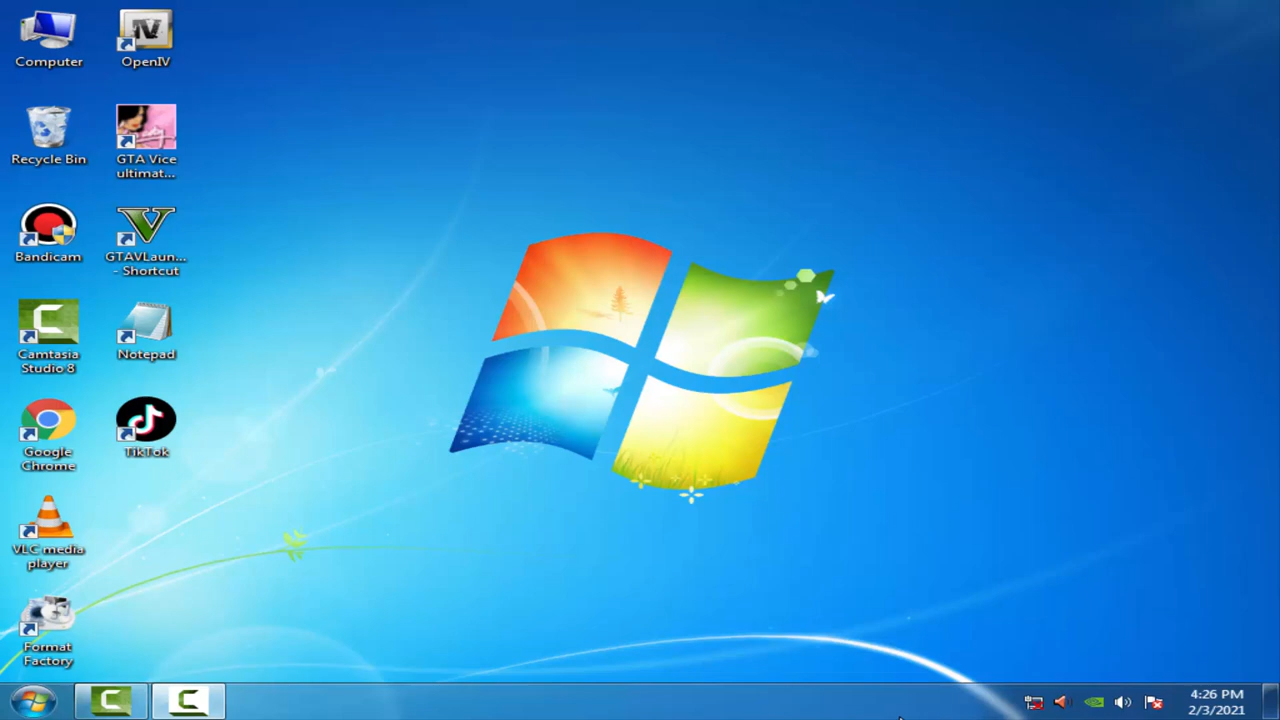 Computer
OpenIV
Recycle Bin
GTA Vice
ultimat...
Bandicam
GTAVLaun...
- Shortcut
Camtasia
Studio 8
Notepad
Google
Chrome
TikTok
VLC media
player
Format
Factory
4:26 PM
2/3/2021